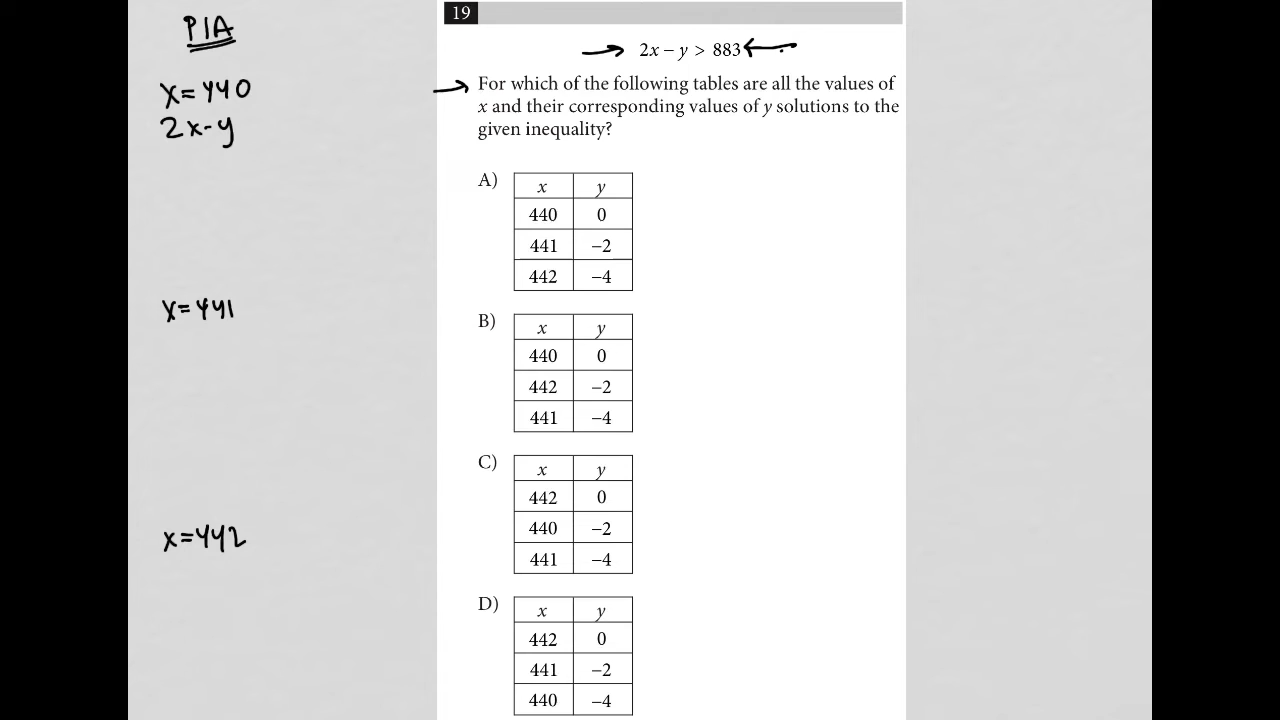 PIA
x=440
2x-y
x=441
x=442
19
2x − y > 883
For which of the following tables are all the values of
x and their corresponding values of y solutions to the
given inequality?
A)
x y
440 0
441 −2
442 −4
B)
x y
440 0
442 −2
441 −4
C)
x y
442 0
440 −2
441 −4
D)
x y
442 0
441 −2
440 −4